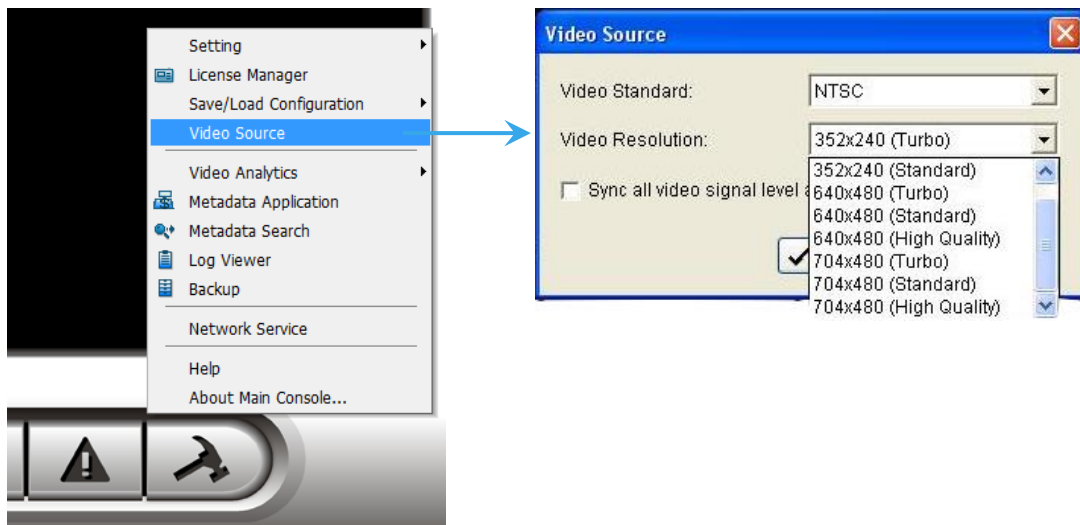 Setting
License Manager
Save/Load Configuration
Video Source
Video Analytics
Metadata Application
Metadata Search
Log Viewer
Backup
Network Service
Help
About Main Console...
Video Source
Video Standard:
NTSC
Video Resolution:
352x240 (Turbo)
352x240 (Standard)
640x480 (Turbo)
Sync all video signal level
640x480 (Standard)
640x480 (High Quality)
704x480 (Turbo)
704x480 (Standard)
704x480 (High Quality)